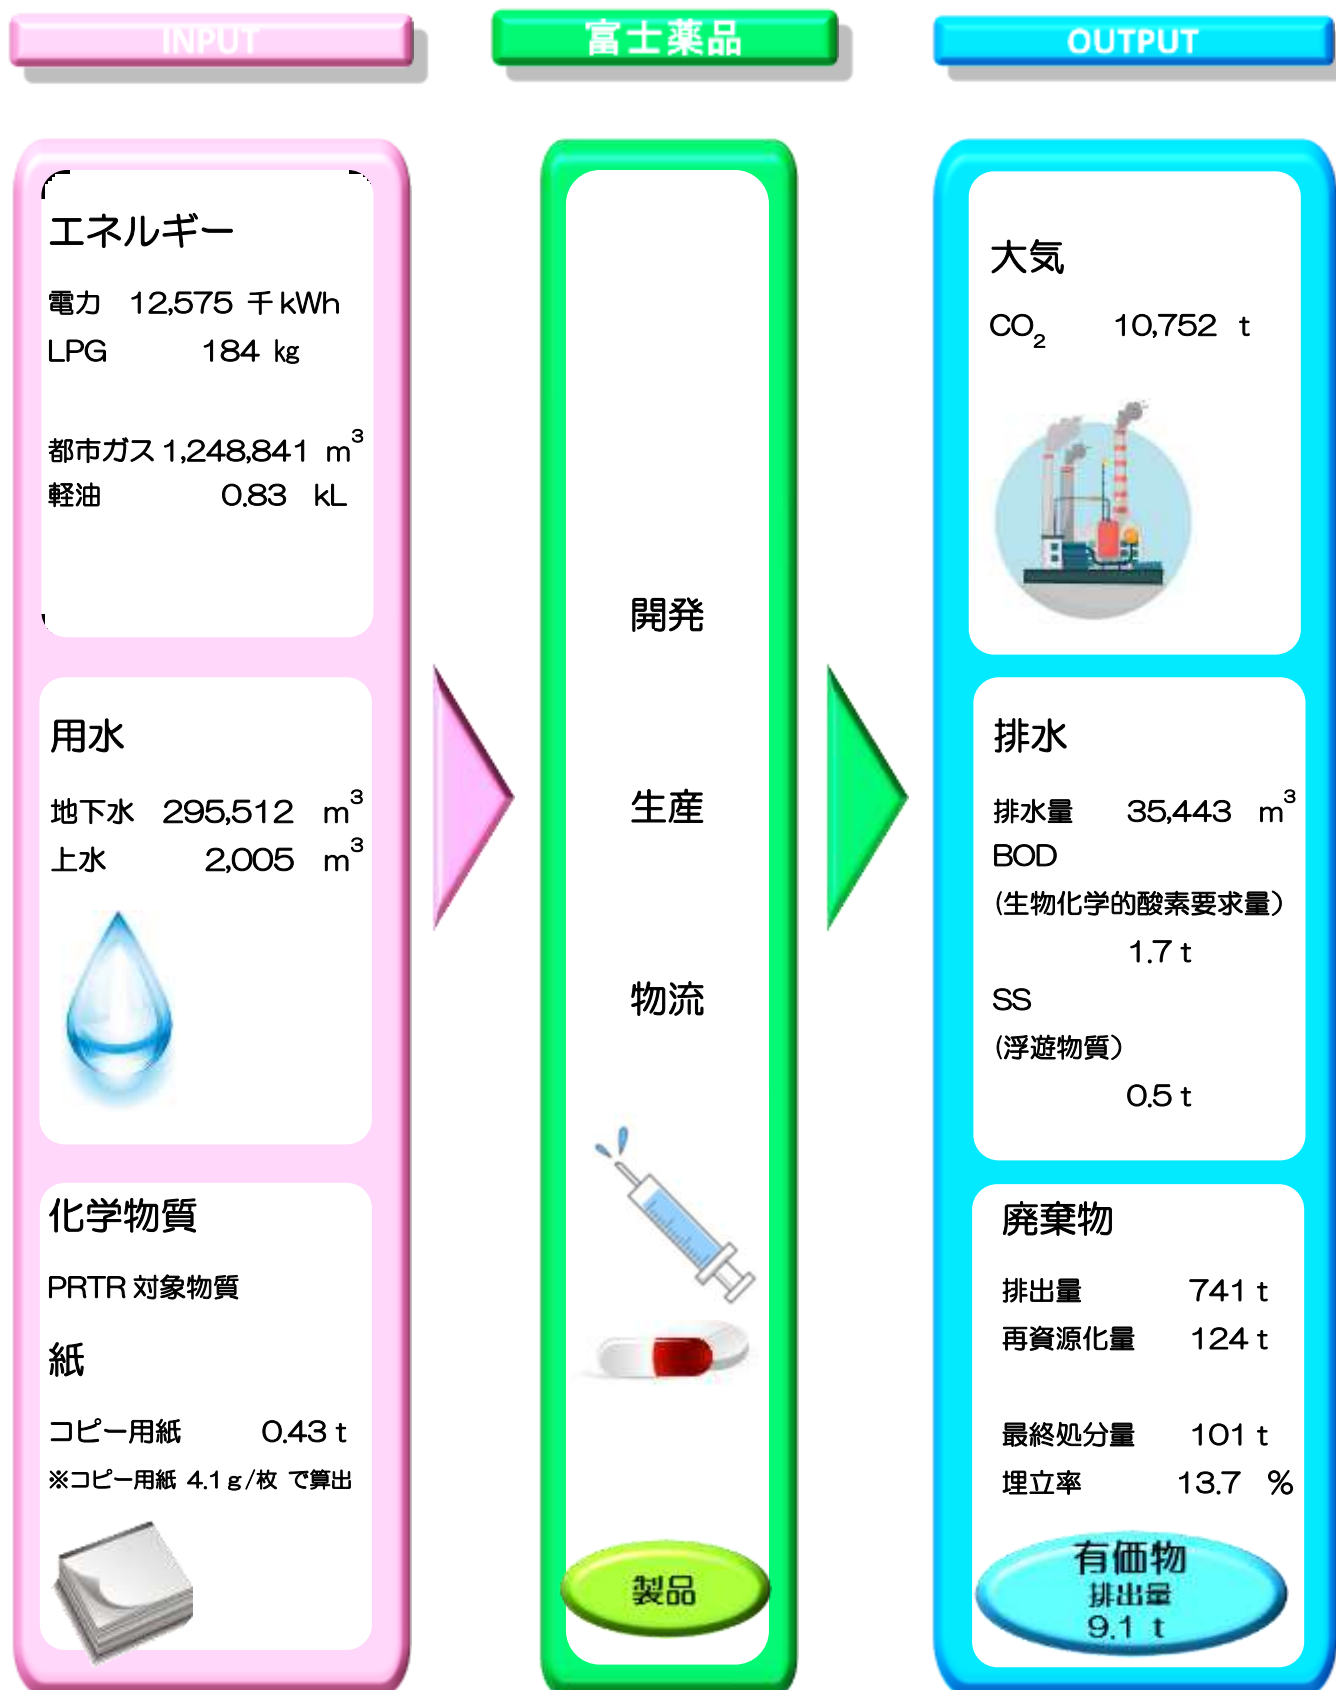 INPUT
エネルギー
電力 12,575 千kWh
LPG 184 kg
都市ガス 1,248,841 m³
軽油 0.83 kL
用水
地下水 295,512 m³
上水 2,005 m³
化学物質
PRTR 対象物質
紙
コピー用紙 0.43 t
※コピー用紙 4.1g/枚 で算出
富士薬品
開発
生産
物流
製品
OUTPUT
大気
CO₂ 10,752 t
排水
排水量 35,443 m³
BOD
(生物化学的酸素要求量)
1.7 t
SS
(浮遊物質)
0.5 t
廃棄物
排出量 741 t
再資源化量 124 t
最終処分量 101 t
埋立率 13.7 %
有価物
排出量
9.1 t